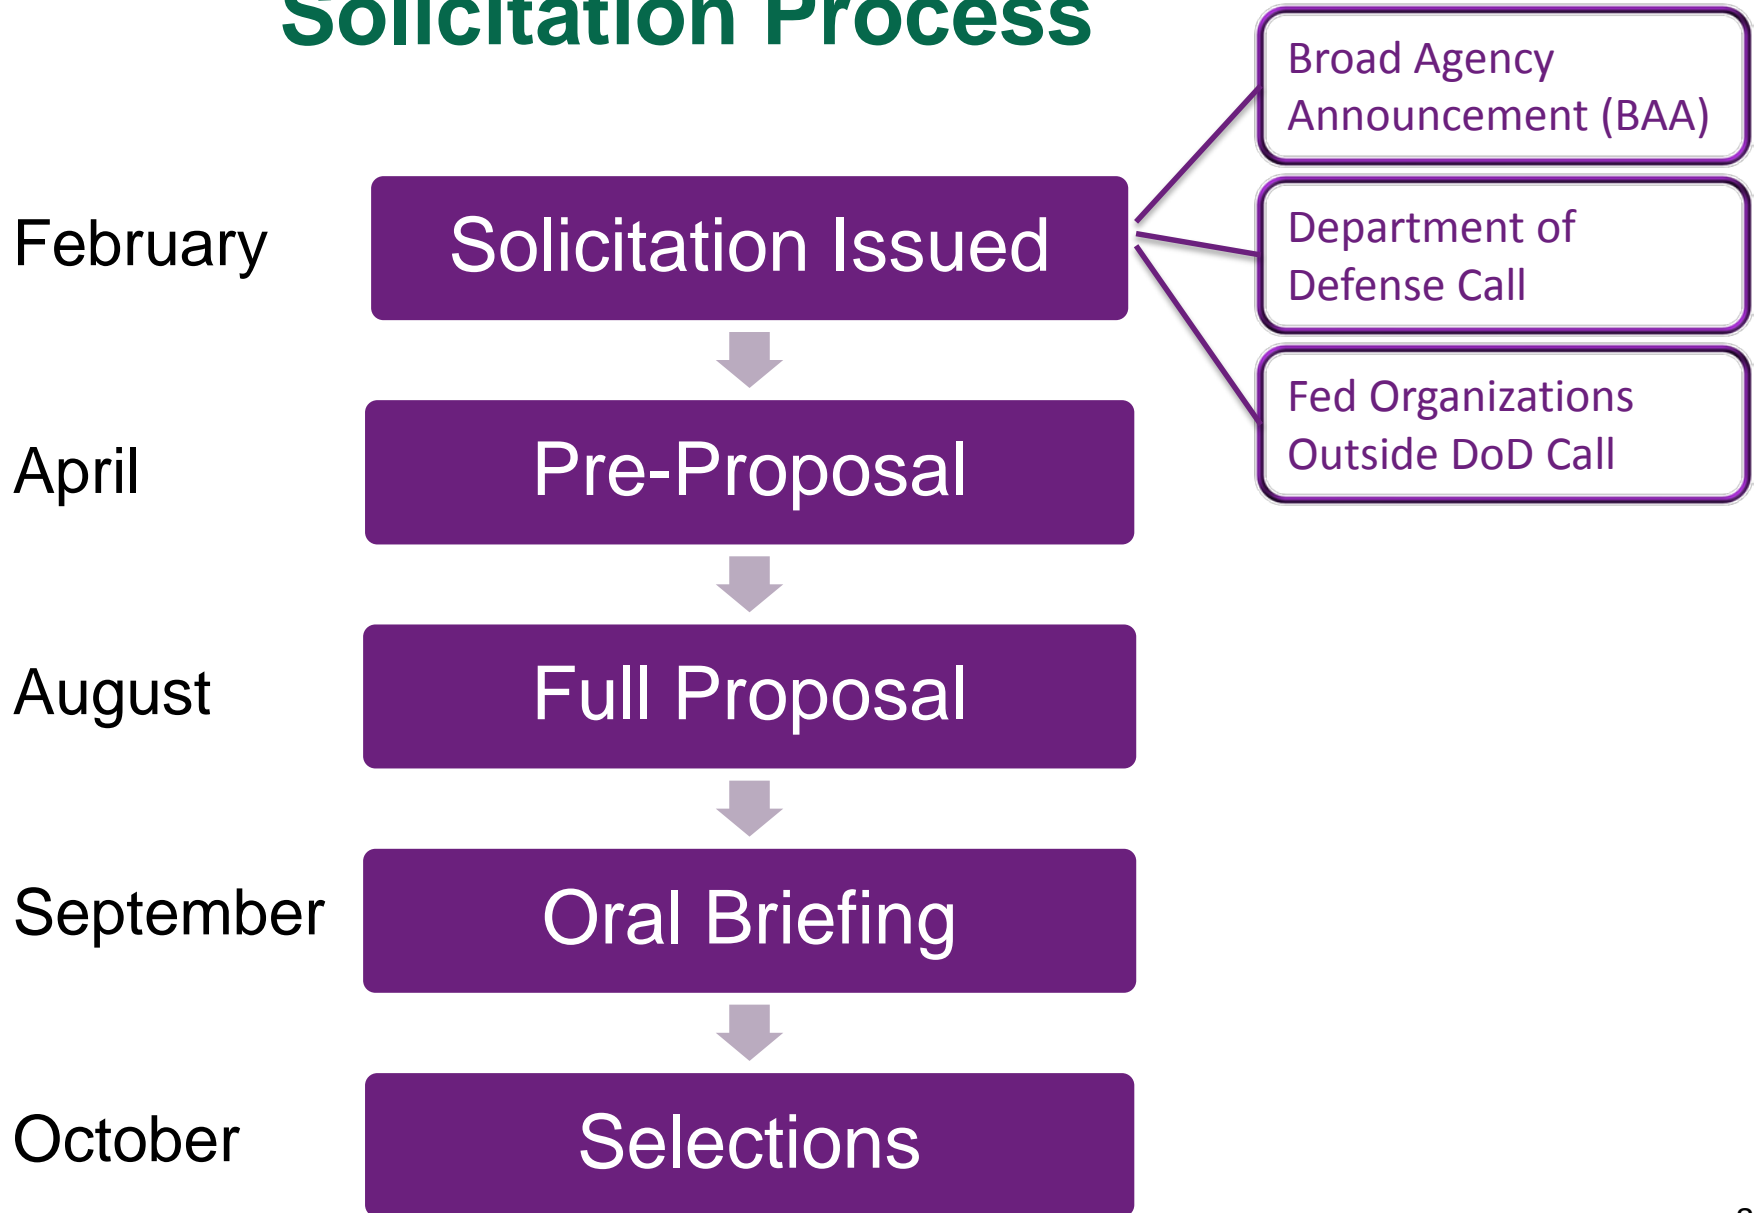 Solicitation Process
Broad Agency
Announcement (BAA)
February
Solicitation Issued
Department of
Defense Call
Fed Organizations
Outside DoD Call
April
Pre-Proposal
August
Full Proposal
September
Oral Briefing
October
Selections